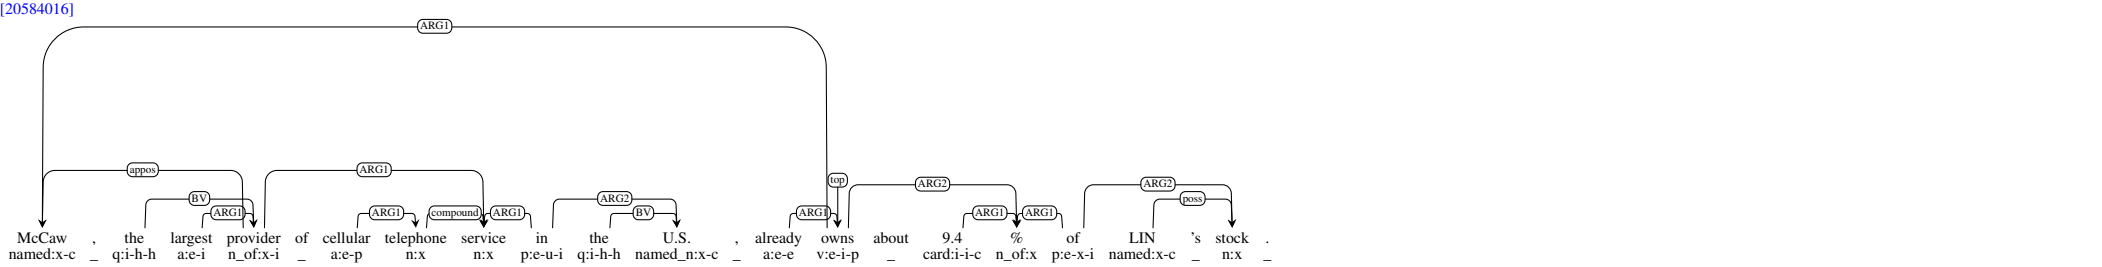 [20584016]
ARG1
top
appos ARG1 ARG2 ARG2
BV ARG2 poss
ARG1 ARG1 compound ARG1 BV ARG1 ARG1 ARG1
McCaw , the largest provider of cellular telephone service in the U.S. , already owns about 9.4 % of LIN 's stock .
named:x-c _ q:i-h-h a:e-i n_of:x-i _ a:e-p n:x n:x p:e-u-i q:i-h-h named_n:x-c _ a:e-e v:e-i-p _ card:i-i-c n_of:x p:e-x-i named:x-c _ n:x _